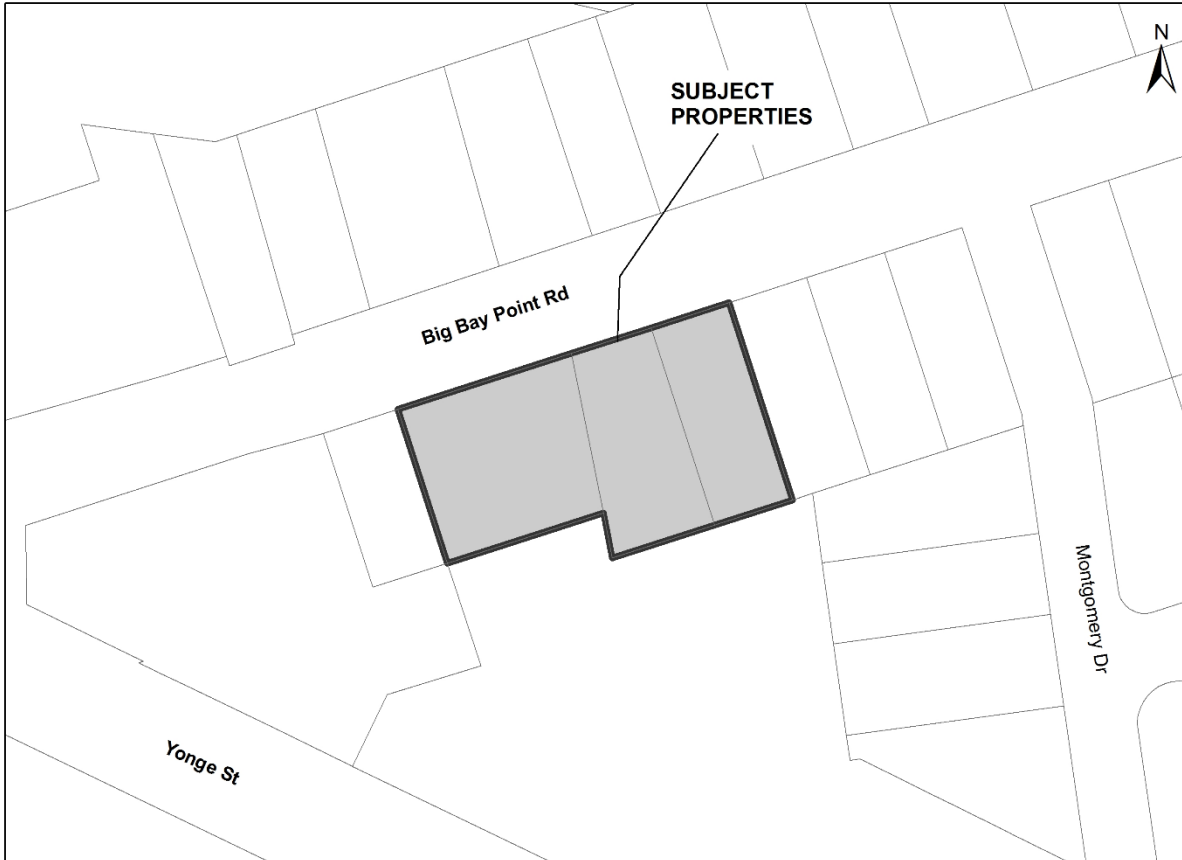 N
SUBJECT
PROPERTIES
Big Bay Point Rd
Montgomery Dr
Yonge St